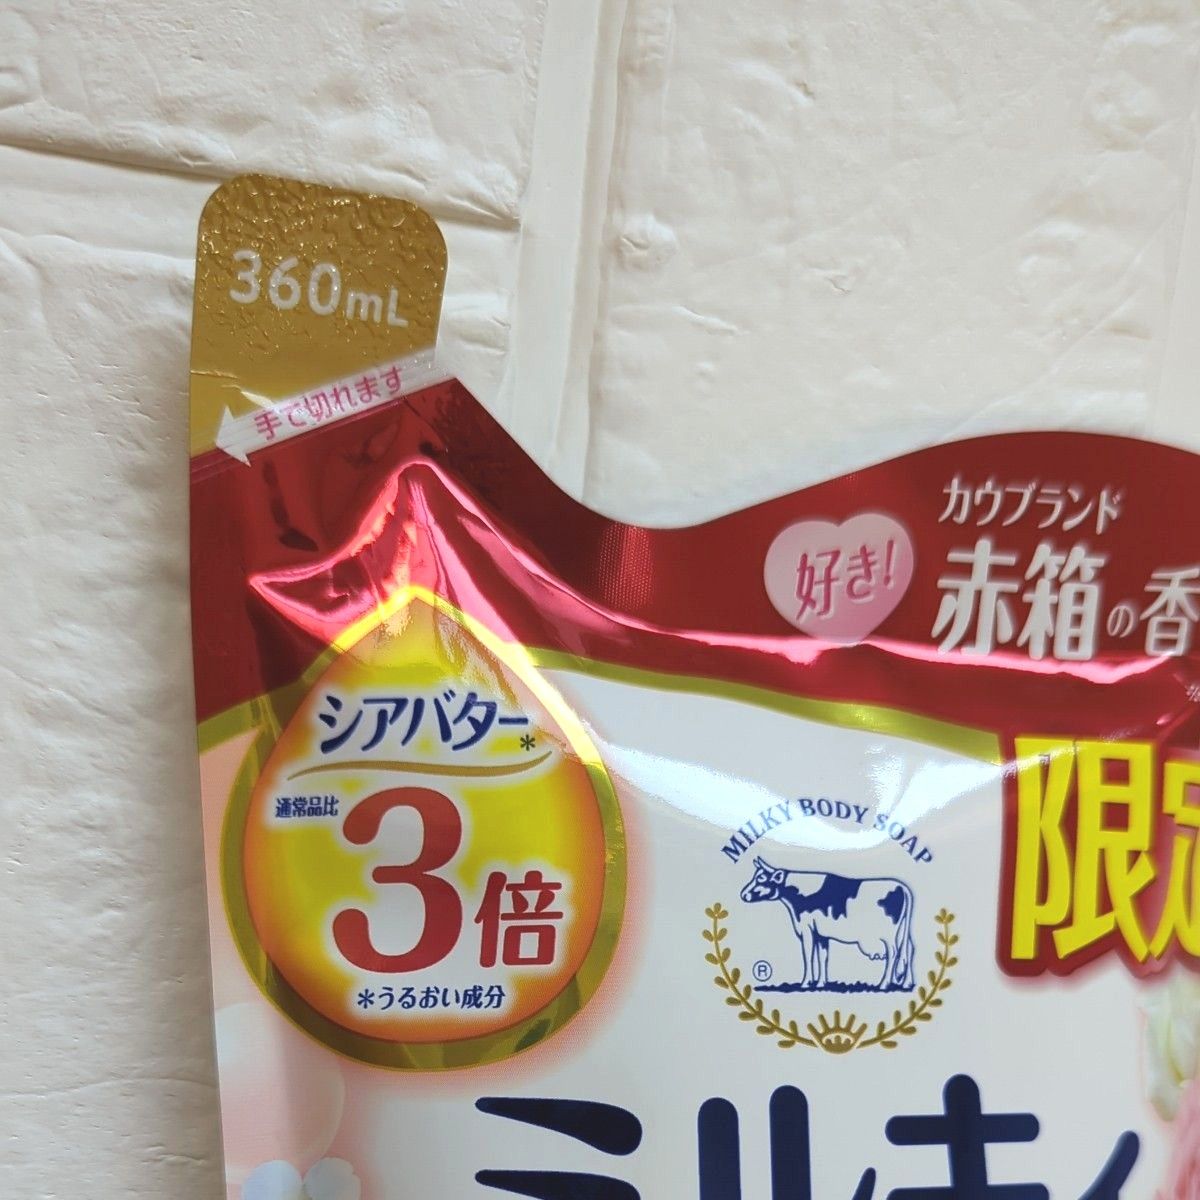 360mL
手で切れます
カウブランド
好き!
赤箱の香
シアバター*
通常品比
3倍
*うるおい成分
限定
MILKY BODY SOAP
®
ミルキィ